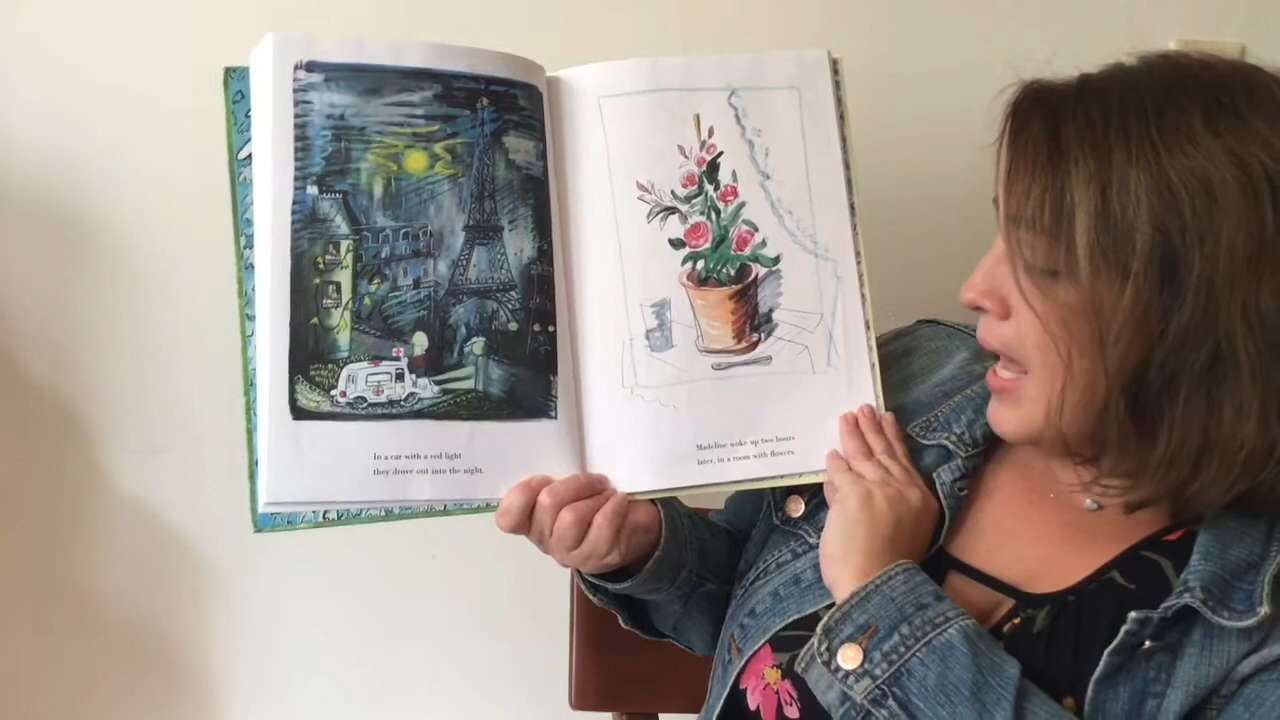 In a car with a red light
they drove out into the night.
Madeline woke up two hours
later, in a room with flowers.